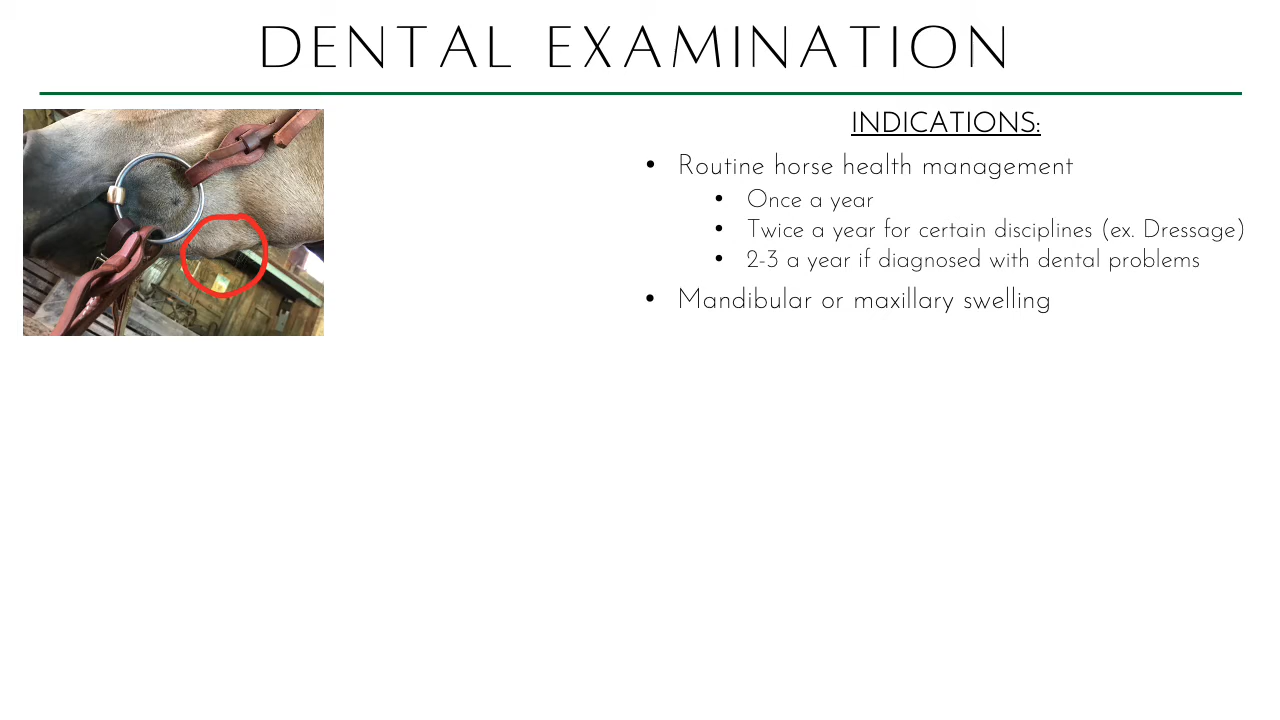 DENTAL EXAMINATION
INDICATIONS:
• Routine horse health management
• Once a year
• Twice a year for certain disciplines (ex. Dressage)
• 2-3 a year if diagnosed with dental problems
• Mandibular or maxillary swelling